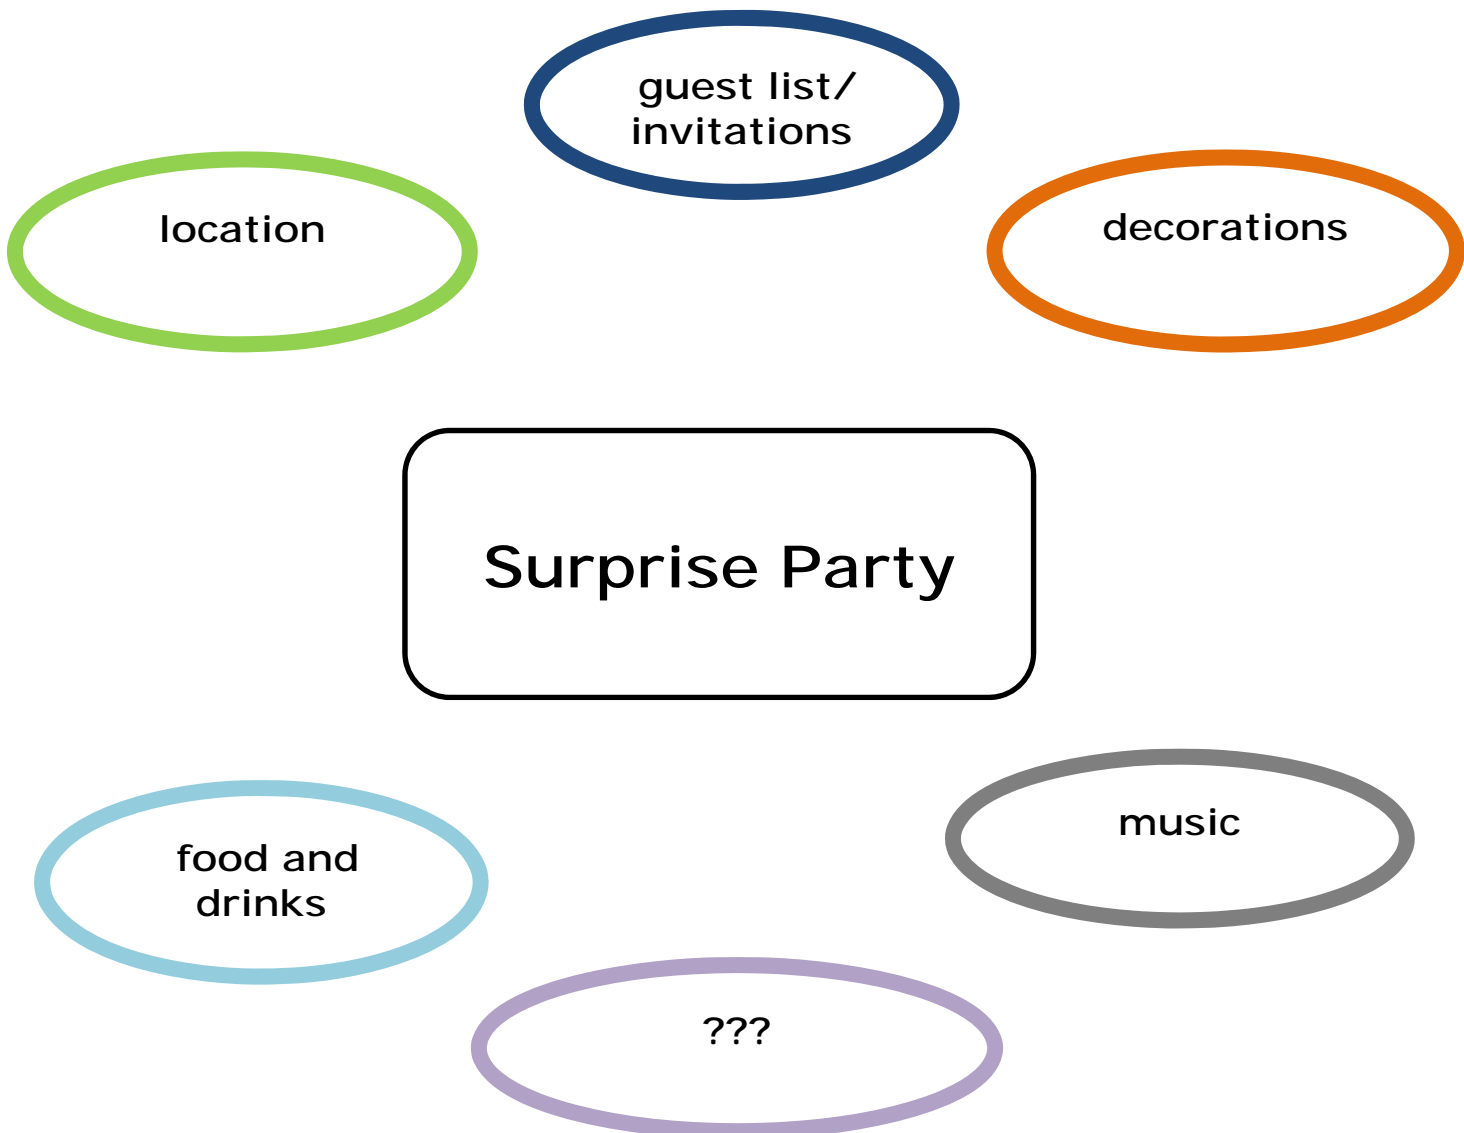 guest list/
invitations
location
decorations
Surprise Party
music
food and
drinks
???